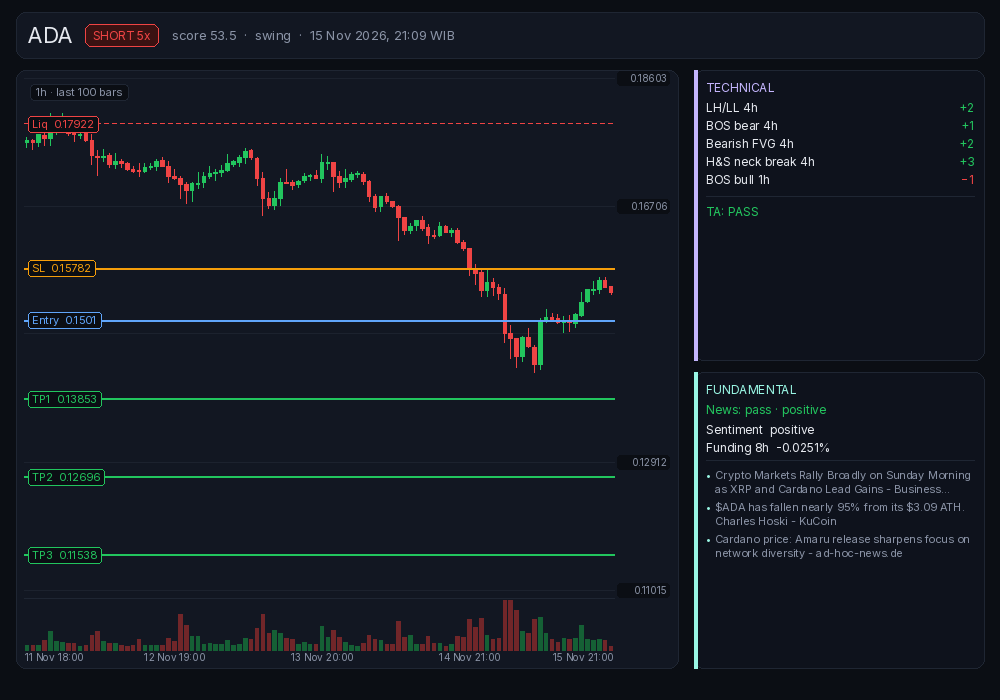 ADA SHORT 5x score 53.5 · swing · 15 Nov 2026, 21:09 WIB
1h · last 100 bars
0.18603
Liq 0.17922
0.16706
SL 0.15782
Entry 0.1501
TP1 0.13853
0.12912
TP2 0.12696
TP3 0.11538
0.11015
11 Nov 18:00 12 Nov 19:00 13 Nov 20:00 14 Nov 21:00 15 Nov 21:00
TECHNICAL
LH/LL 4h +2
BOS bear 4h +1
Bearish FVG 4h +2
H&S neck break 4h +3
BOS bull 1h −1
TA: PASS
FUNDAMENTAL
News: pass · positive
Sentiment positive
Funding 8h -0.0251%
• Crypto Markets Rally Broadly on Sunday Morning
as XRP and Cardano Lead Gains - Business...
• $ADA has fallen nearly 95% from its $3.09 ATH.
Charles Hoski - KuCoin
• Cardano price: Amaru release sharpens focus on
network diversity - ad-hoc-news.de